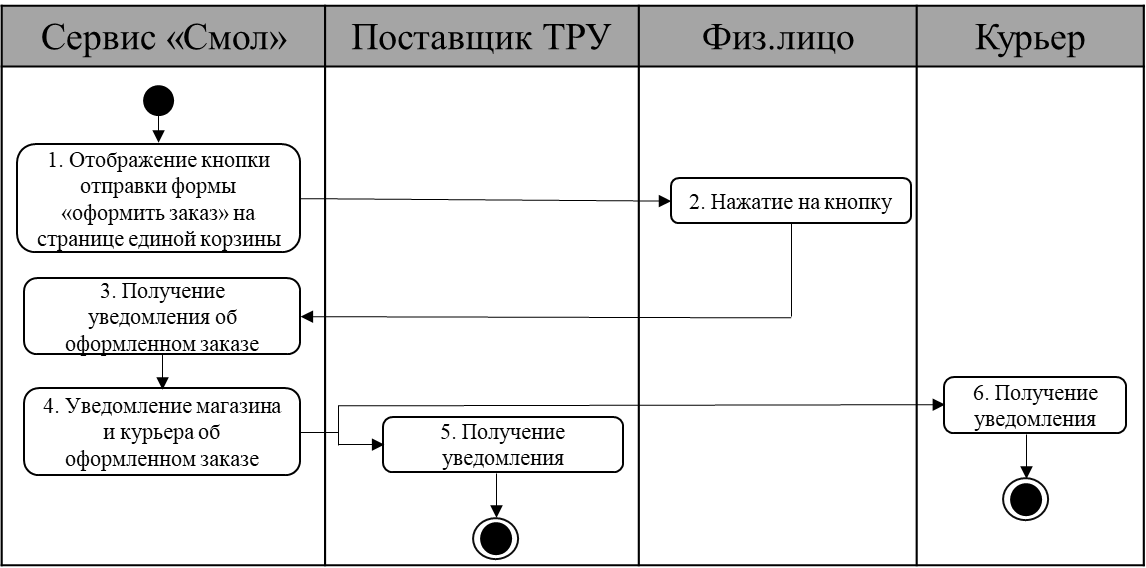 Сервис «Смол»
Поставщик ТРУ
Физ.лицо
Курьер
1. Отображение кнопки
отправки формы
«оформить заказ» на
странице единой корзины
2. Нажатие на кнопку
3. Получение
уведомления об
оформленном заказе
4. Уведомление магазина
и курьера об
оформленном заказе
5. Получение
уведомления
6. Получение
уведомления